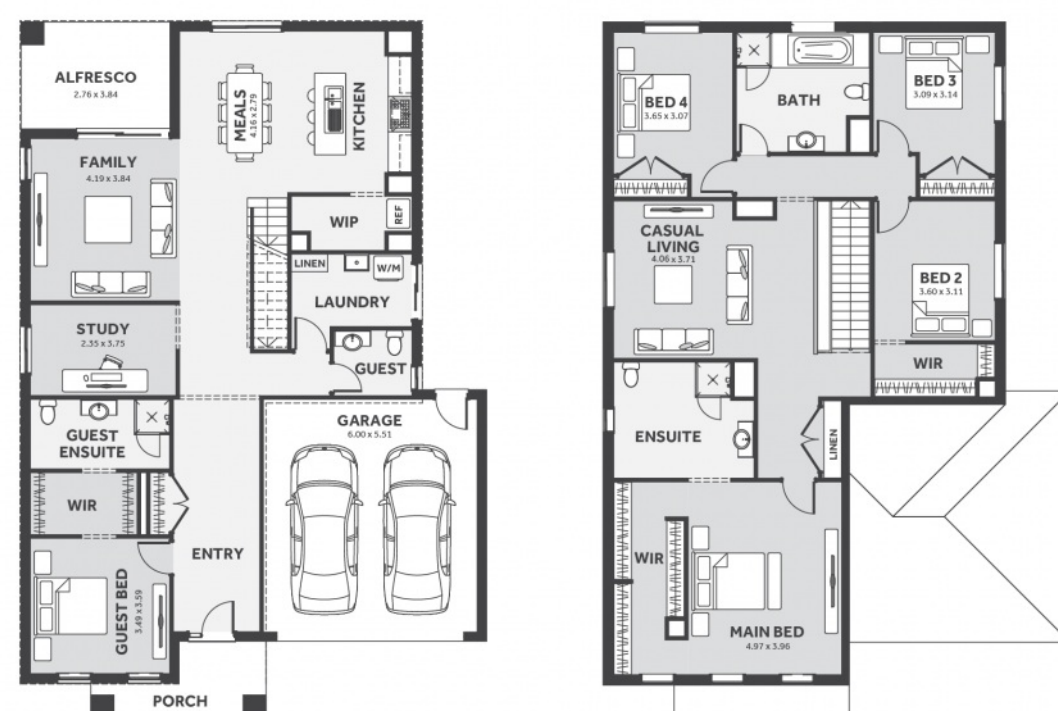 ALFRESCO
2.76 x 3.84
MEALS
4.16 x 2.79
KITCHEN
FAMILY
4.19 x 3.84
WIP
REF
LINEN
W/M
LAUNDRY
STUDY
2.35 x 3.75
GUEST
GUEST
ENSUITE
GARAGE
6.00 x 5.51
WIR
ENTRY
GUEST BED
3.49 x 3.59
PORCH
BED 4
3.65 x 3.07
BATH
BED 3
3.09 x 3.14
CASUAL
LIVING
4.06 x 3.71
BED 2
3.60 x 3.11
WIR
ENSUITE
LINEN
WIR
MAIN BED
4.97 x 3.96